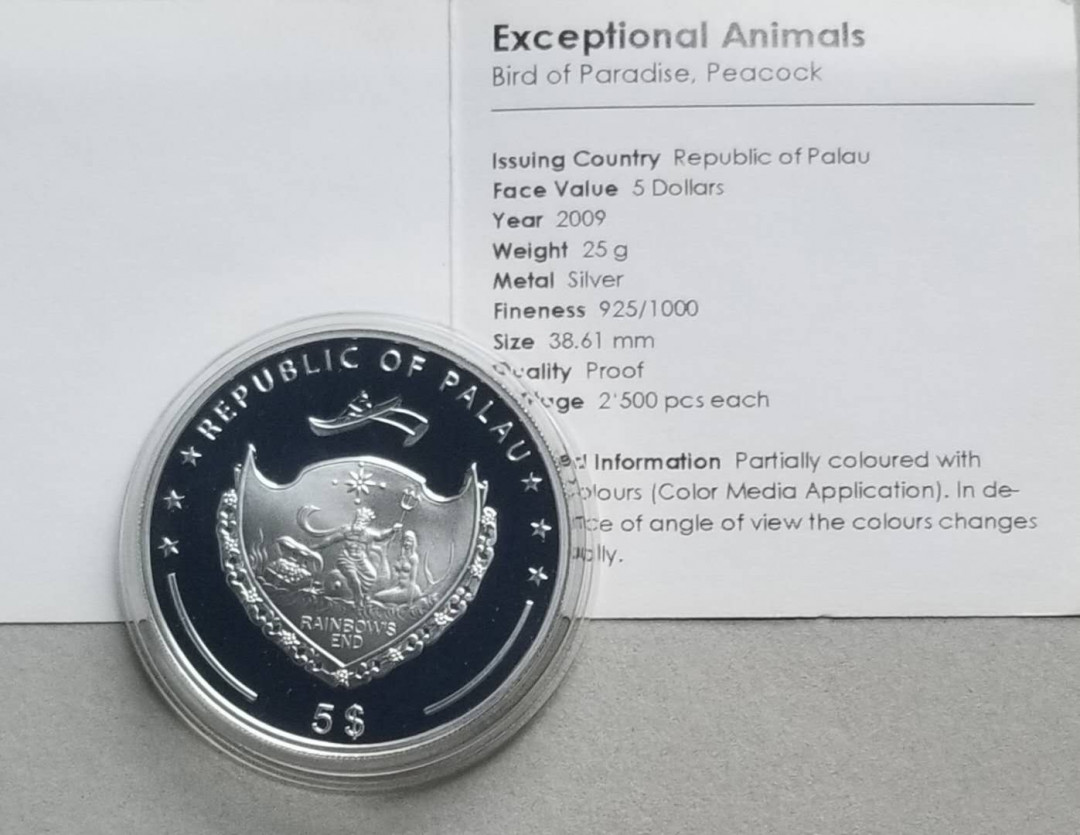 Exceptional Animals
Bird of Paradise, Peacock
Issuing Country Republic of Palau
Face Value 5 Dollars
Year 2009
Weight 25 g
Metal Silver
Fineness 925/1000
Size 38.61 mm
Quality Proof
2'500 pcs each
Information Partially coloured with
(Color Media Application). In de-
of angle of view the colours changes
REPUBLIC OF PALAU
RAINBOW'S
END
5 $